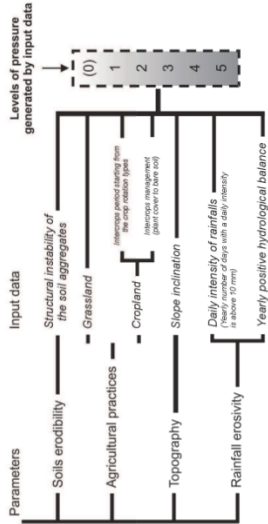 Parameters
Input data
Levels of pressure
generated by input data
Soils erodibility
Structural instability of
the soil aggregates
Agricultural practices
Grassland
Cropland
Intercrops period starting from
the crop rotation types
Intercrops management
(plant cover to bare soil)
Topography
Slope inclination
Rainfall erosivity
Daily intensity of rainfalls
(Yearly number of days with a daily intensity
is above 10 mm)
Yearly positive hydrological balance
(0)
1
2
3
4
5